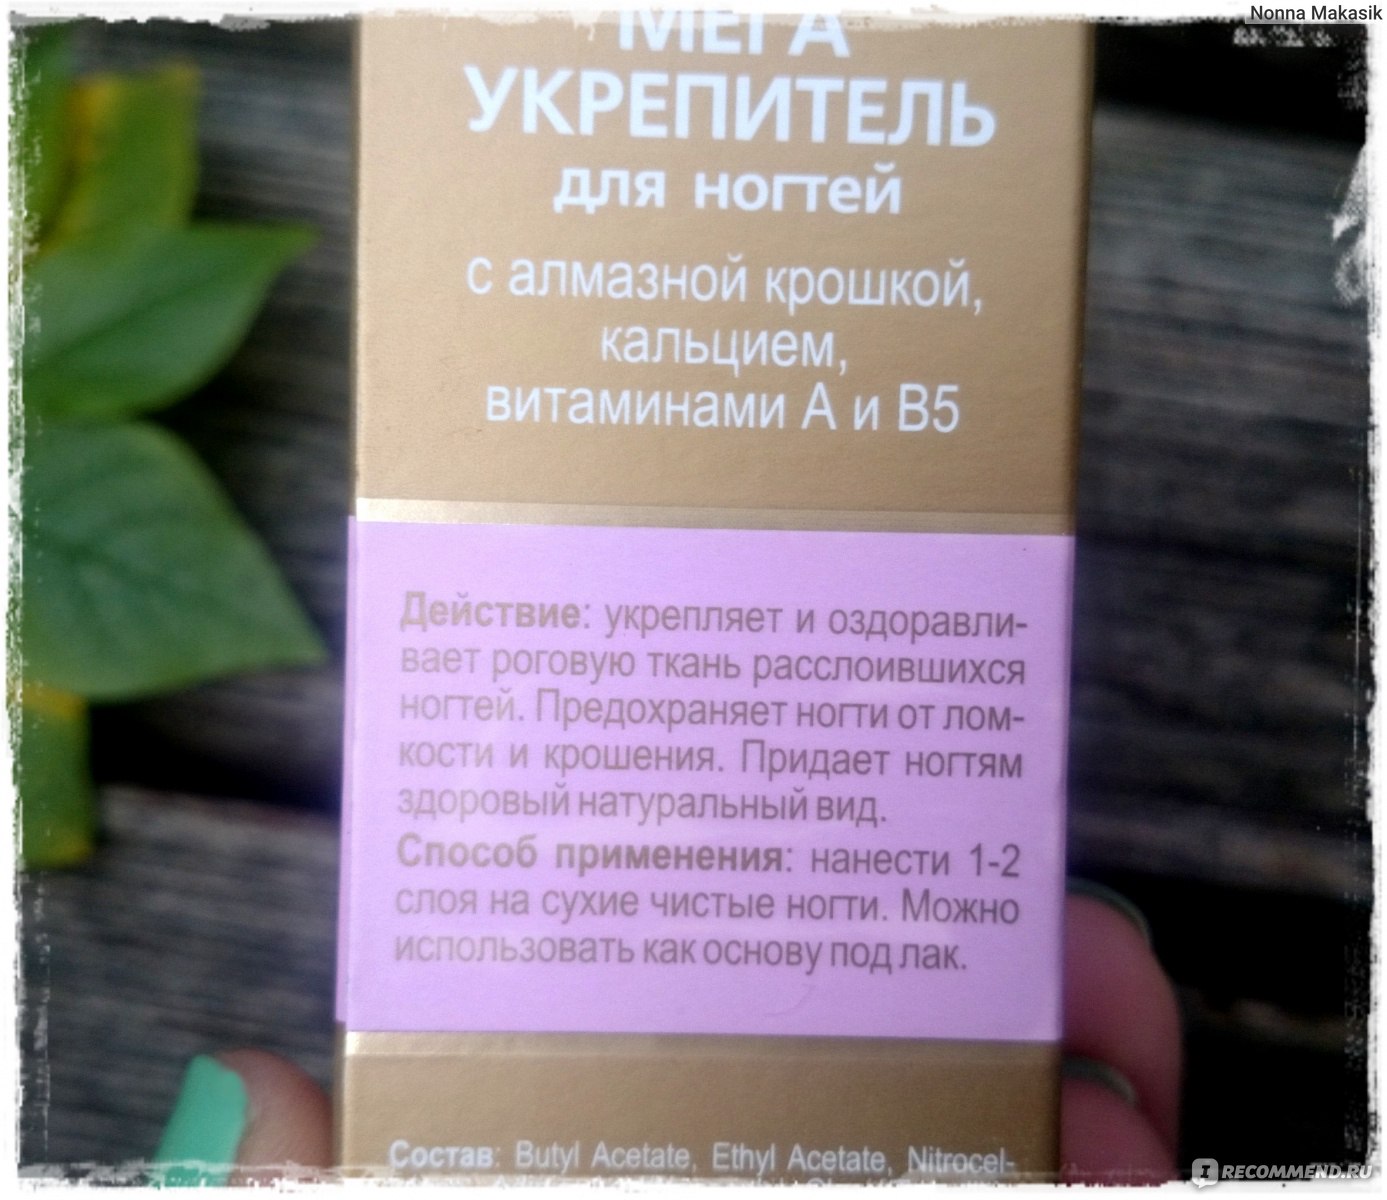 Nonna Makasik
МЕГА
УКРЕПИТЕЛЬ
для ногтей
с алмазной крошкой,
кальцием,
витаминами А и В5
Действие: укрепляет и оздоравли-
вает роговую ткань расслоившихся
ногтей. Предохраняет ногти от лом-
кости и крошения. Придает ногтям
здоровый натуральный вид.
Способ применения: нанести 1-2
слоя на сухие чистые ногти. Можно
использовать как основу под лак.
Состав: Butyl Acetate, Ethyl Acetate, Nitrocel-
IRECOMMEND.RU